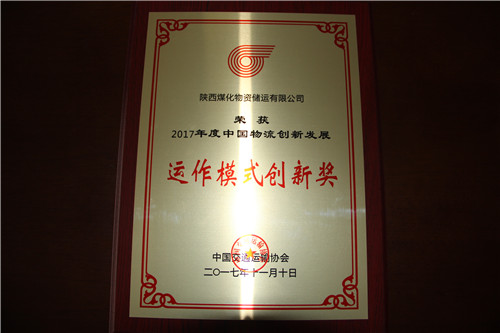 陕西煤化物资储运有限公司
荣 获
2017年度中国物流创新发展
运作模式创新奖
中国交通运输协会
二〇一七年十一月十日